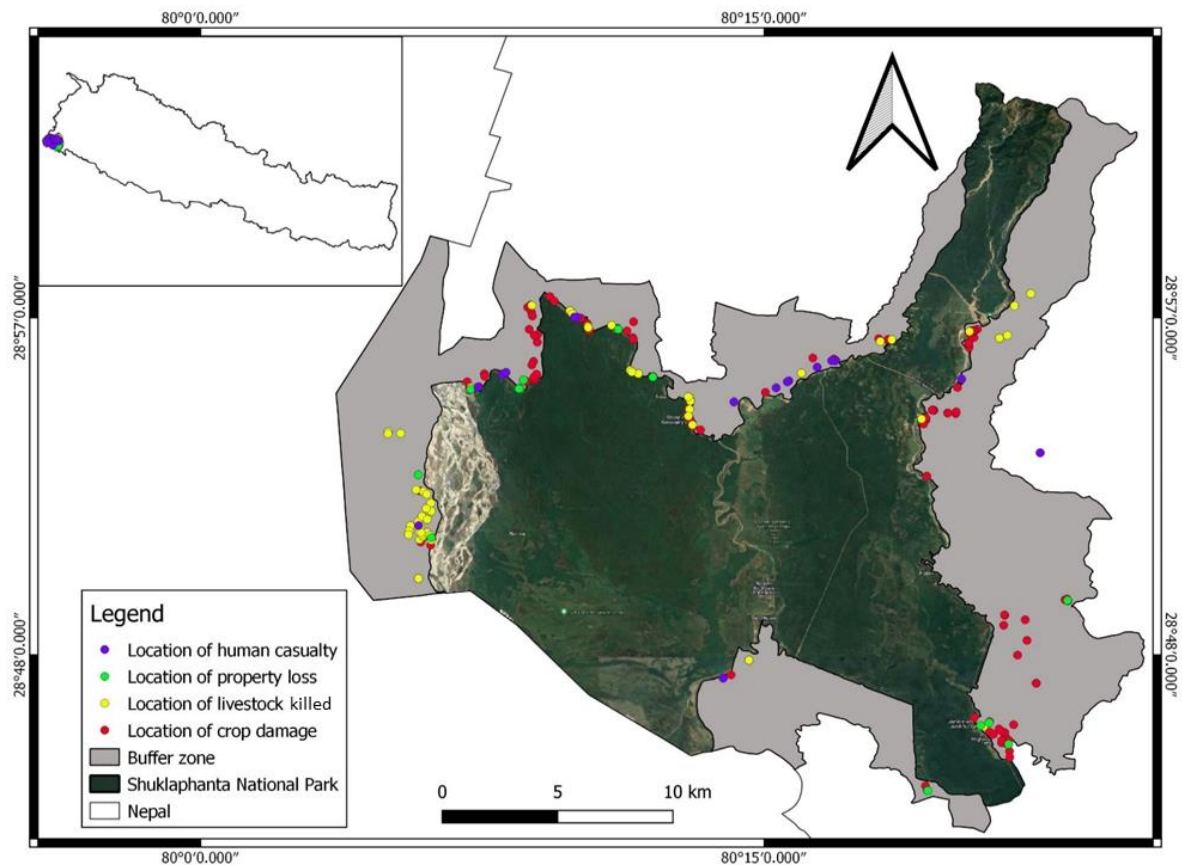 80°0'0.000"
80°15'0.000"
28°57'0.000"
28°57'0.000"
28°48'0.000"
28°48'0.000"
Legend
Location of human casualty
Location of property loss
Location of livestock killed
Location of crop damage
Buffer zone
Shuklaphanta National Park
Nepal
0 5 10 km
80°0'0.000"
80°15'0.000"